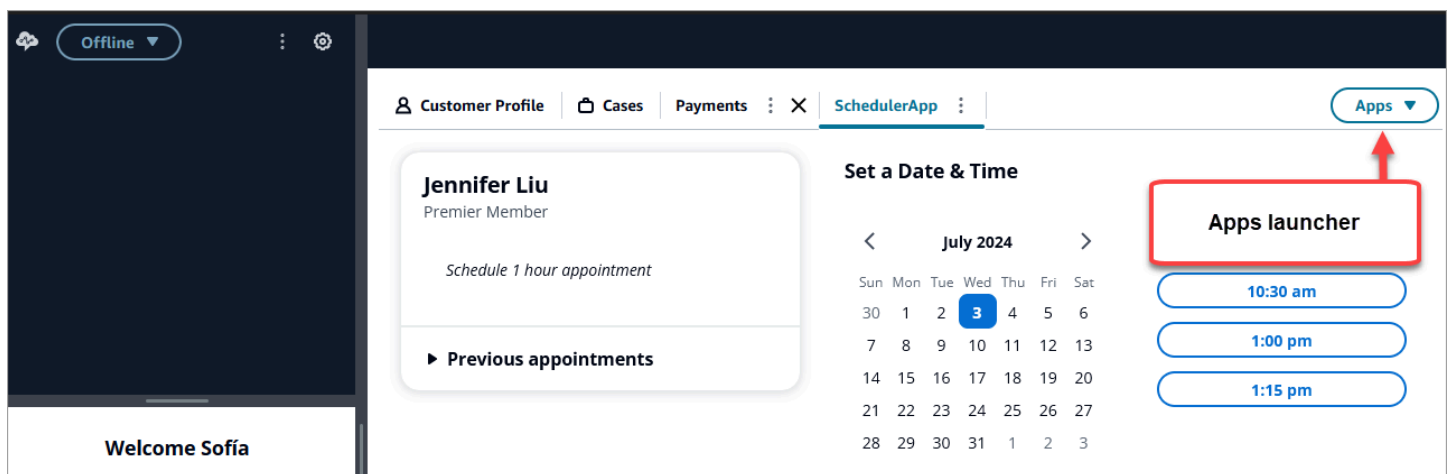 Offline
Customer Profile
Cases
Payments
SchedulerApp
Apps
Jennifer Liu
Premier Member
Schedule 1 hour appointment
Previous appointments
Set a Date & Time
July 2024
Sun Mon Tue Wed Thu Fri Sat
30 1 2 3 4 5 6
7 8 9 10 11 12 13
14 15 16 17 18 19 20
21 22 23 24 25 26 27
28 29 30 31 1 2 3
Apps launcher
10:30 am
1:00 pm
1:15 pm
Welcome Sofía